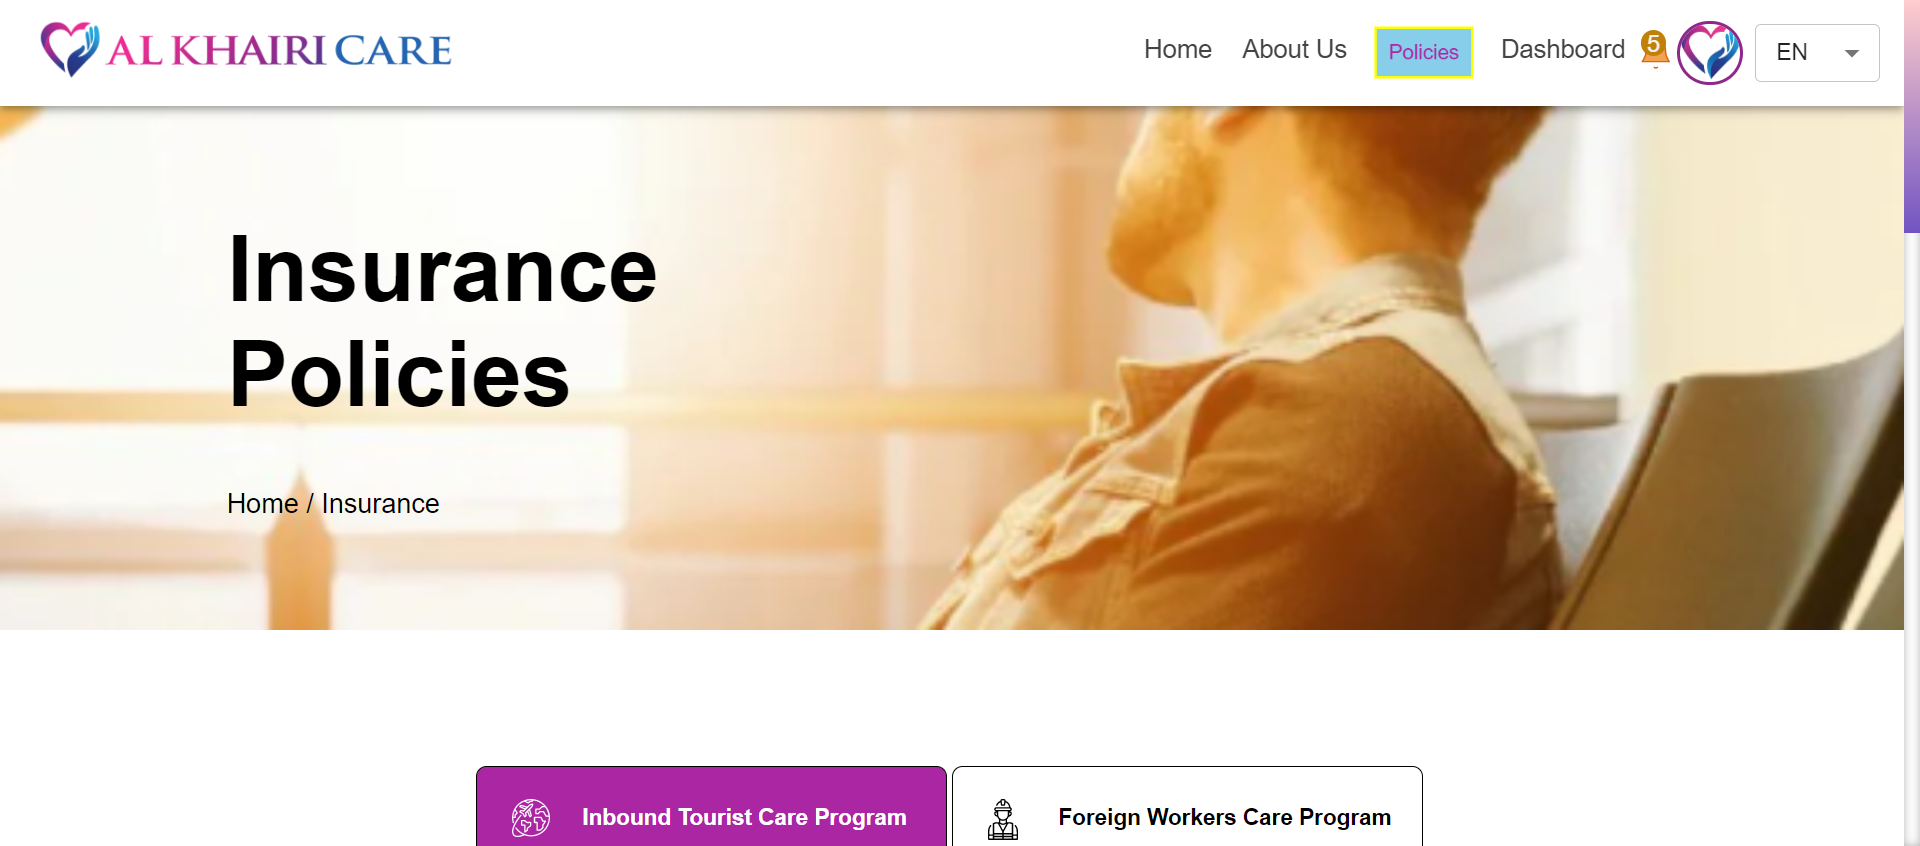 AL KHAIRI CARE
Home
About Us
Policies
Dashboard
5
EN
Insurance
Policies
Home / Insurance
Inbound Tourist Care Program
Foreign Workers Care Program